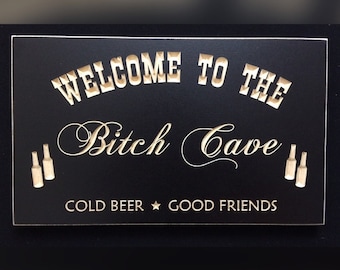 WELCOME TO THE
Bitch Cave
COLD BEER ★ GOOD FRIENDS